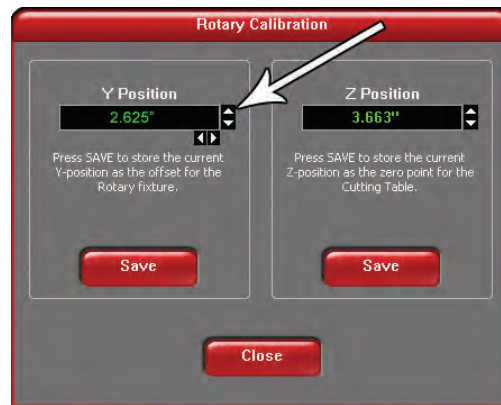 Rotary Calibration
Y Position
2.625"
Press SAVE to store the current
Y-position as the offset for the
Rotary fixture.
Save
Z Position
3.663"
Press SAVE to store the current
Z-position as the zero point for the
Cutting Table.
Save
Close